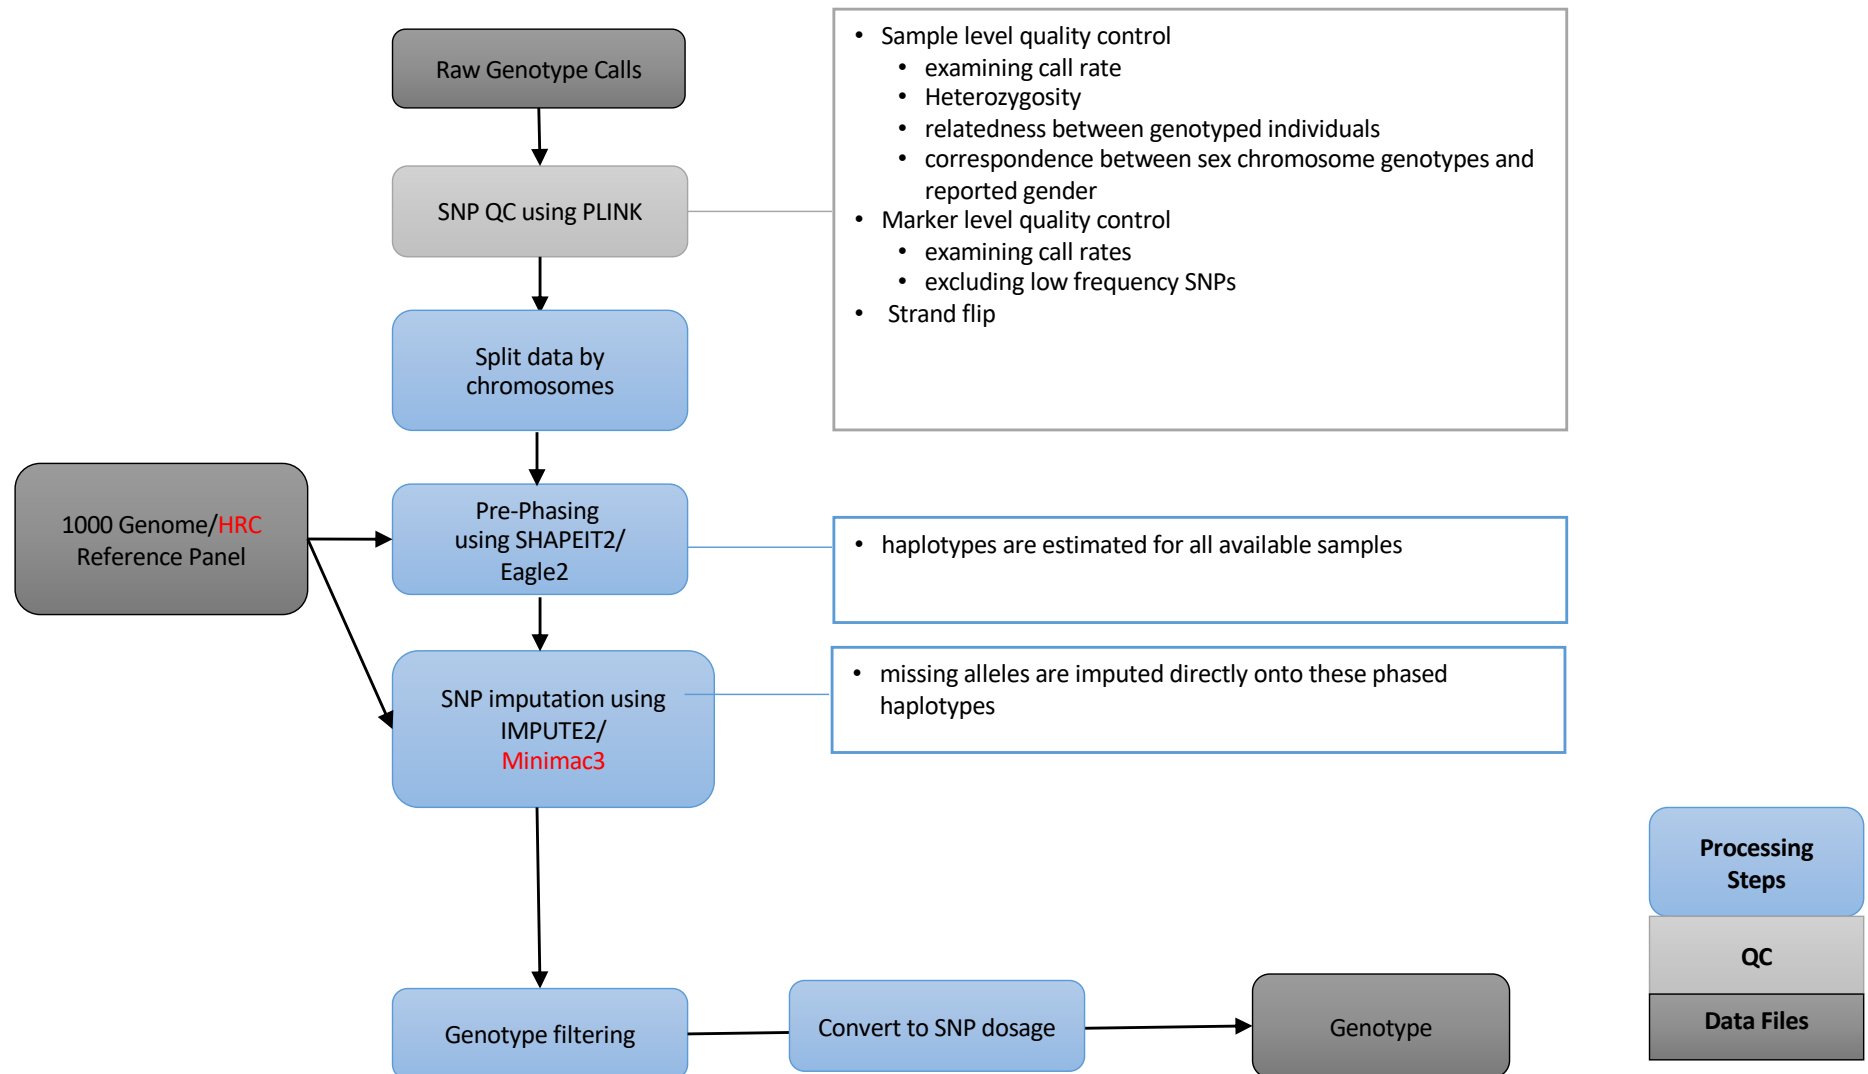 Raw Genotype Calls
SNP QC using PLINK
• Sample level quality control
• examining call rate
• Heterozygosity
• relatedness between genotyped individuals
• correspondence between sex chromosome genotypes and
reported gender
• Marker level quality control
• examining call rates
• excluding low frequency SNPs
• Strand flip
Split data by
chromosomes
1000 Genome/HRC
Reference Panel
Pre-Phasing
using SHAPEIT2/
Eagle2
• haplotypes are estimated for all available samples
SNP imputation using
IMPUTE2/
Minimac3
• missing alleles are imputed directly onto these phased
haplotypes
Genotype filtering
Convert to SNP dosage
Genotype
Processing
Steps
QC
Data Files